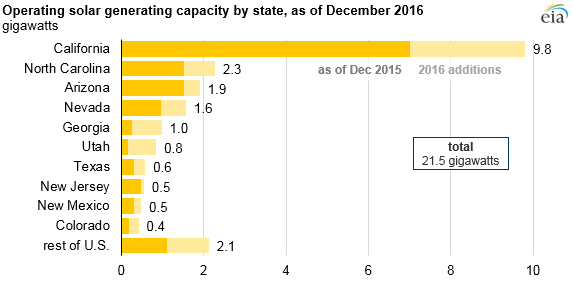 Operating solar generating capacity by state, as of December 2016
gigawatts
eia
California 9.8
North Carolina 2.3
as of Dec 2015 2016 additions
Arizona 1.9
Nevada 1.6
Georgia 1.0
Utah 0.8
total
21.5 gigawatts
Texas 0.6
New Jersey 0.5
New Mexico 0.5
Colorado 0.4
rest of U.S. 2.1
0 2 4 6 8 10